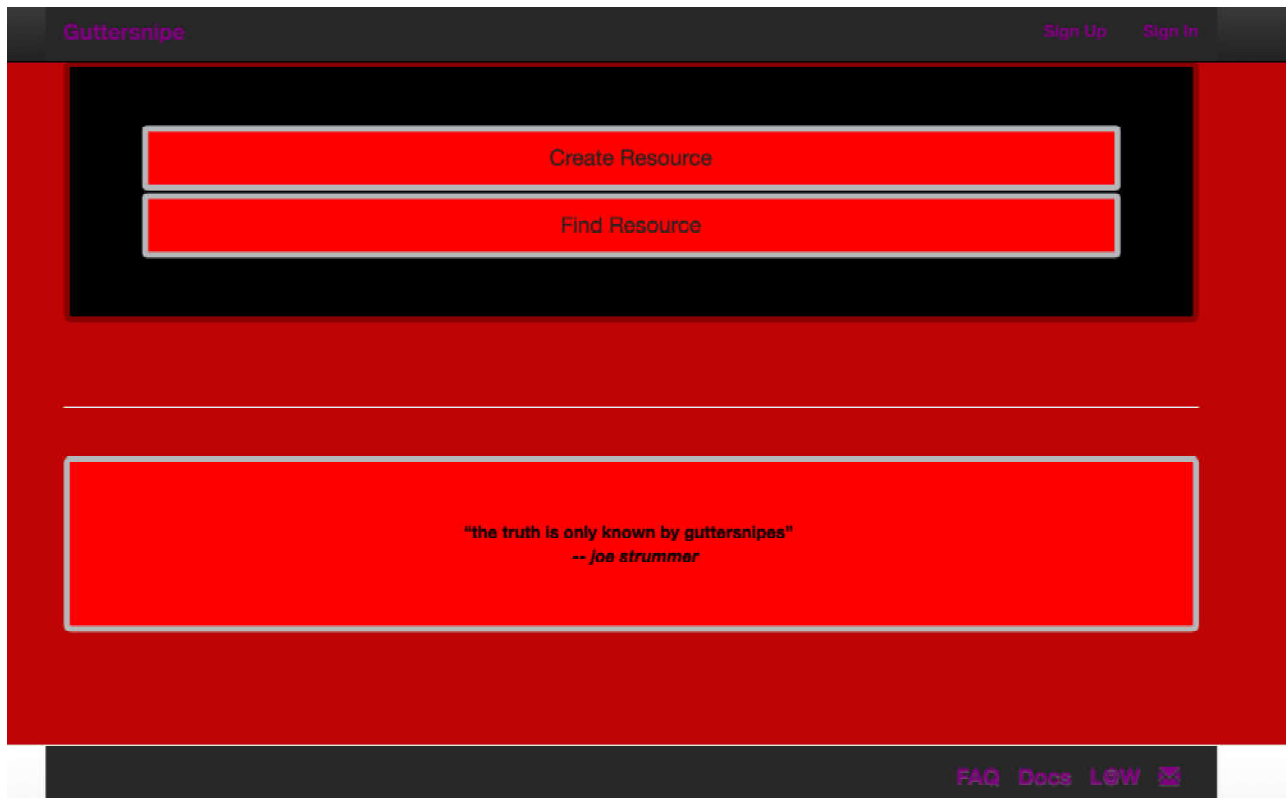 Guttersnipe
Sign Up Sign In
Create Resource
Find Resource
"the truth is only known by guttersnipes"
-- joe strummer
FAQ Docs L@W